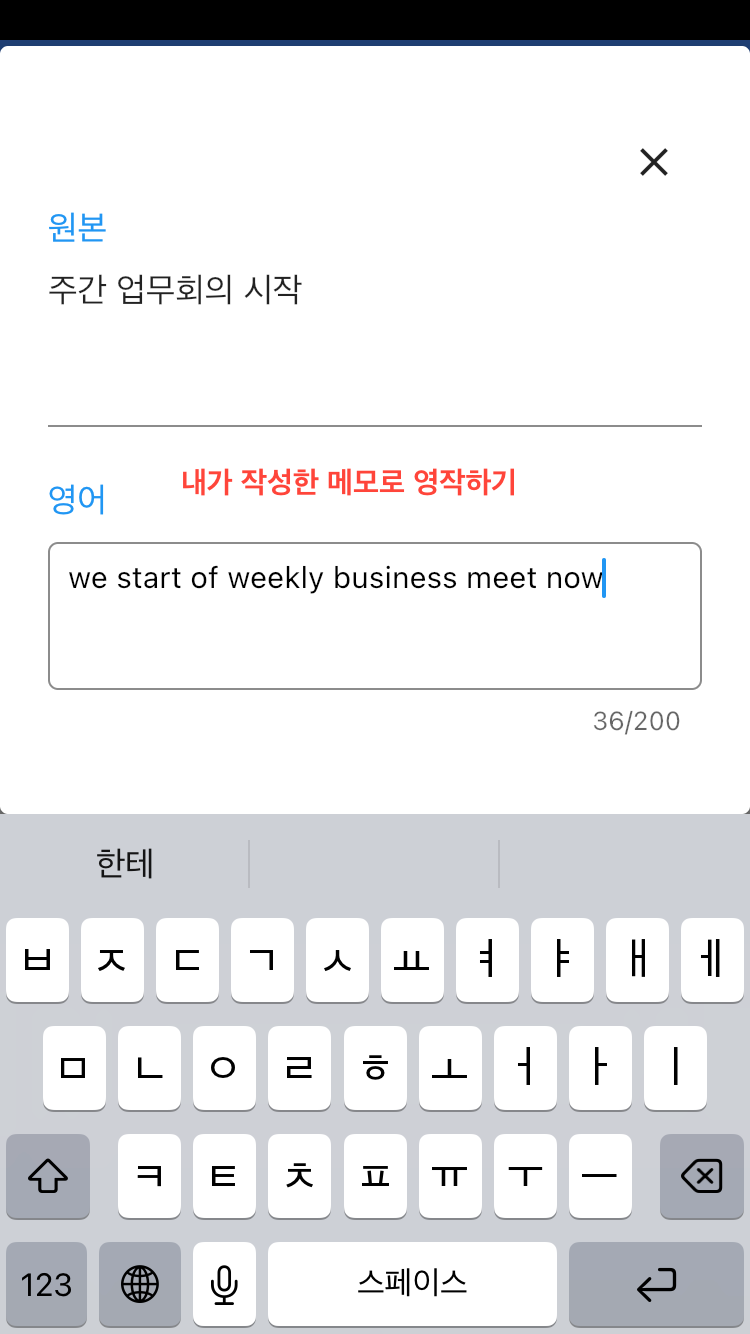 원본
주간 업무회의 시작
내가 작성한 메모로 영작하기
영어
we start of weekly business meet now
36/200
한테
ㅂ ㅈ ㄷ ㄱ ㅅ ㅛ ㅕ ㅑ ㅐ ㅔ
ㅁ ㄴ ㅇ ㄹ ㅎ ㅗ ㅓ ㅏ ㅣ
ㅋ ㅌ ㅊ ㅍ ㅠ ㅜ ㅡ
123 스페이스